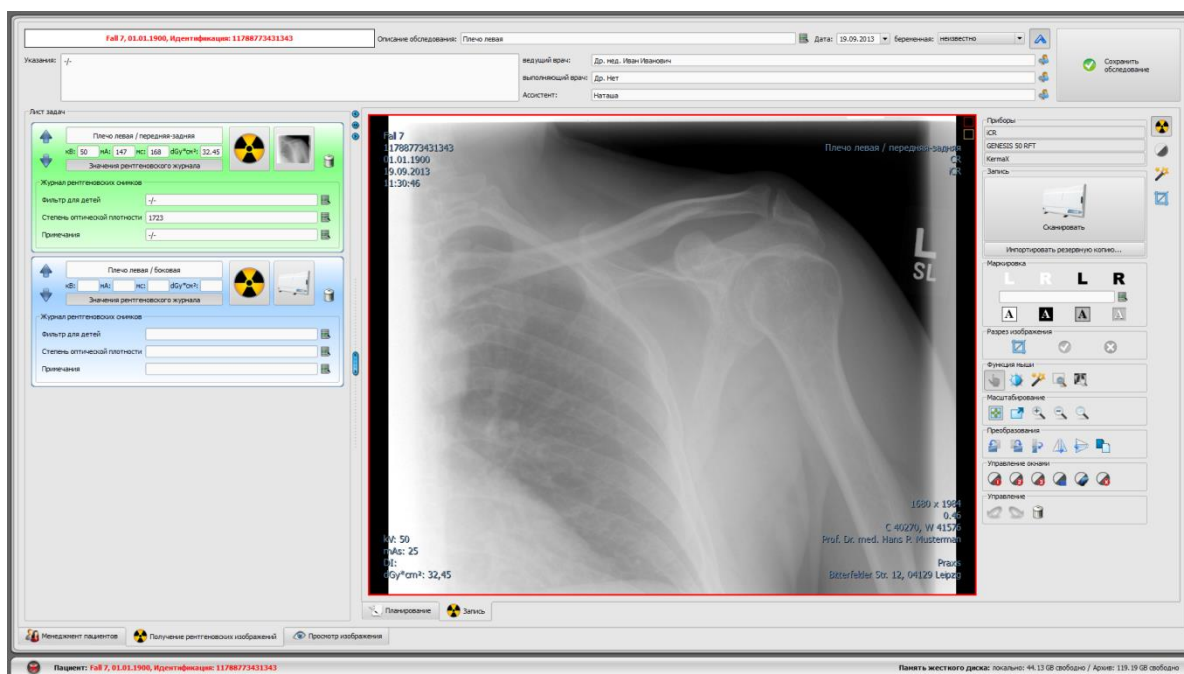 Fall 7, 01.01.1900, Идентификация: 11788773431343
Описание обследования: Плечо левая
Дата: 19.09.2013
беременная: неизвестно
Указания: -/-
ведущий врач: Др. мед. Иван Иванович
выполняющий врач: Др. Нет
Ассистент: Наташа
Сохранить
обследование
Лист задач
Плечо левая / передняя-задняя
кВ: 50 мА: 147 мс: 168 dGy*cm²: 32.45
Значения рентгеновского журнала
Журнал рентгеновских снимков
Фильтр для детей -/-
Степень оптической плотности 1723
Примечания -/-
Плечо левая / боковая
кВ: мА: мс: dGy*cm²:
Значения рентгеновского журнала
Журнал рентгеновских снимков
Фильтр для детей
Степень оптической плотности
Примечания
Fall 7
11788773431343
01.01.1900
19.09.2013
11:30:46
Плечо левая / передняя-задняя
CR
iCR
L
SL
kV: 50
mAs: 25
DI:
dGy*cm²: 32,45
1680 x 1984
0.46
C 40270, W 41576
Prof. Dr. med. Hans P. Musterman
Praxis
Bitterfelder Str. 12, 04129 Leipzig
Приборы
iCR
GENESIS 50 RFT
KermaX
Запись
Сканировать
Импортировать резервную копию...
Маркировка
L R L R
A A A A
Разрез изображения
Функция мыши
Масштабирование
Преобразования
Управление окнами
Управление
Планирование
Запись
Менеджмент пациентов
Получение рентгеновских изображений
Просмотр изображения
Пациент: Fall 7, 01.01.1900, Идентификация: 11788773431343
Память жесткого диска: локально: 44.13 GB свободно / Архив: 119.19 GB свободно